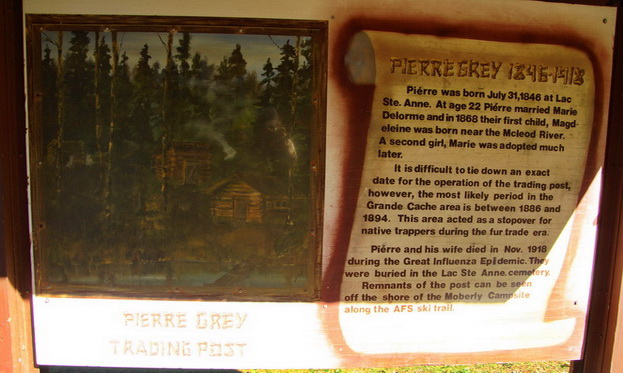 PIERRE GREY
TRADING POST
PIERRE GREY 1846-1918
Piérre was born July 31,1846 at Lac
Ste. Anne. At age 22 Piérre married Marie
Delorme and in 1868 their first child, Magd-
eleine was born near the Mcleod River.
A second girl, Marie was adopted much
later.
It is difficult to tie down an exact
date for the operation of the trading post,
however, the most likely period in the
Grande Cache area is between 1886 and
1894. This area acted as a stopover for
native trappers during the fur trade era.
Piérre and his wife died in Nov. 1918
during the Great Influenza Epidemic. They
were buried in the Lac Ste Anne. cemetery.
Remnants of the post can be seen
off the shore of the Moberly Campsite
along the AFS ski trail.